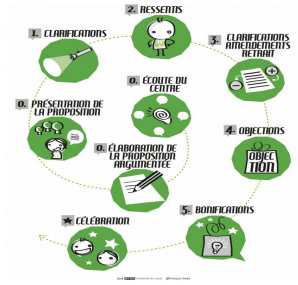 2. RESSENTS
1. CLARIFICATIONS
3. CLARIFICATIONS
AMENDEMENTS
RETRAIT
0. ÉCOUTE DU
CENTRE
0. PRÉSENTATION DE
LA PROPOSITION
0. ÉLABORATION DE
LA PROPOSITION
ARGUMENTÉE
4. OBJECTIONS
OBJEC
TION
5. BONIFICATIONS
★ CÉLÉBRATION